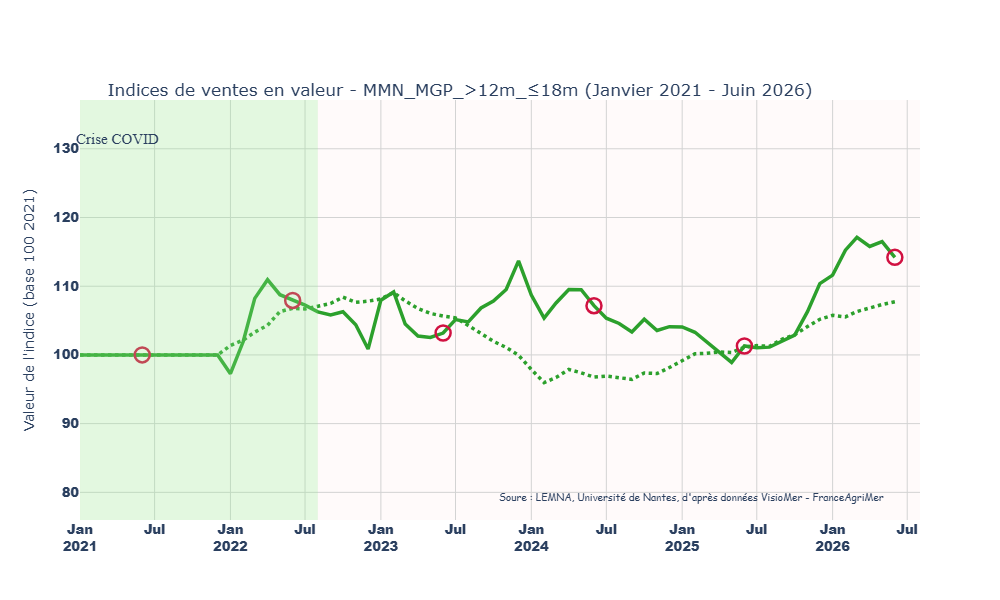 Indices de ventes en valeur - MMN_MGP_>12m_≤18m (Janvier 2021 - Juin 2026)
Crise COVID
Valeur de l'indice (base 100 2021)
130
120
110
100
90
80
Soure : LEMNA, Université de Nantes, d'après données VisioMer - FranceAgriMer
Jan Jul Jan Jul Jan Jul Jan Jul Jan Jul Jan Jul
2021 2022 2023 2024 2025 2026